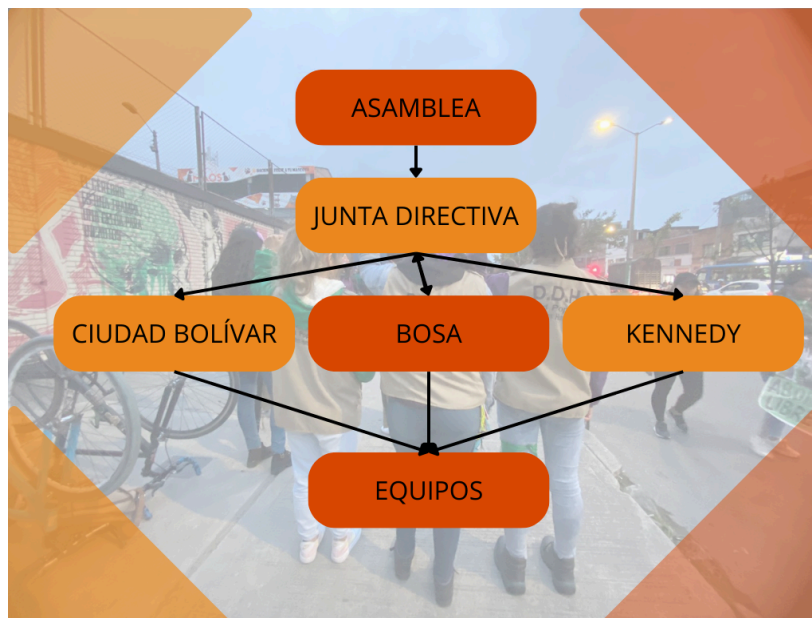 ASAMBLEA
JUNTA DIRECTIVA
CIUDAD BOLÍVAR
BOSA
KENNEDY
EQUIPOS
D.D.H